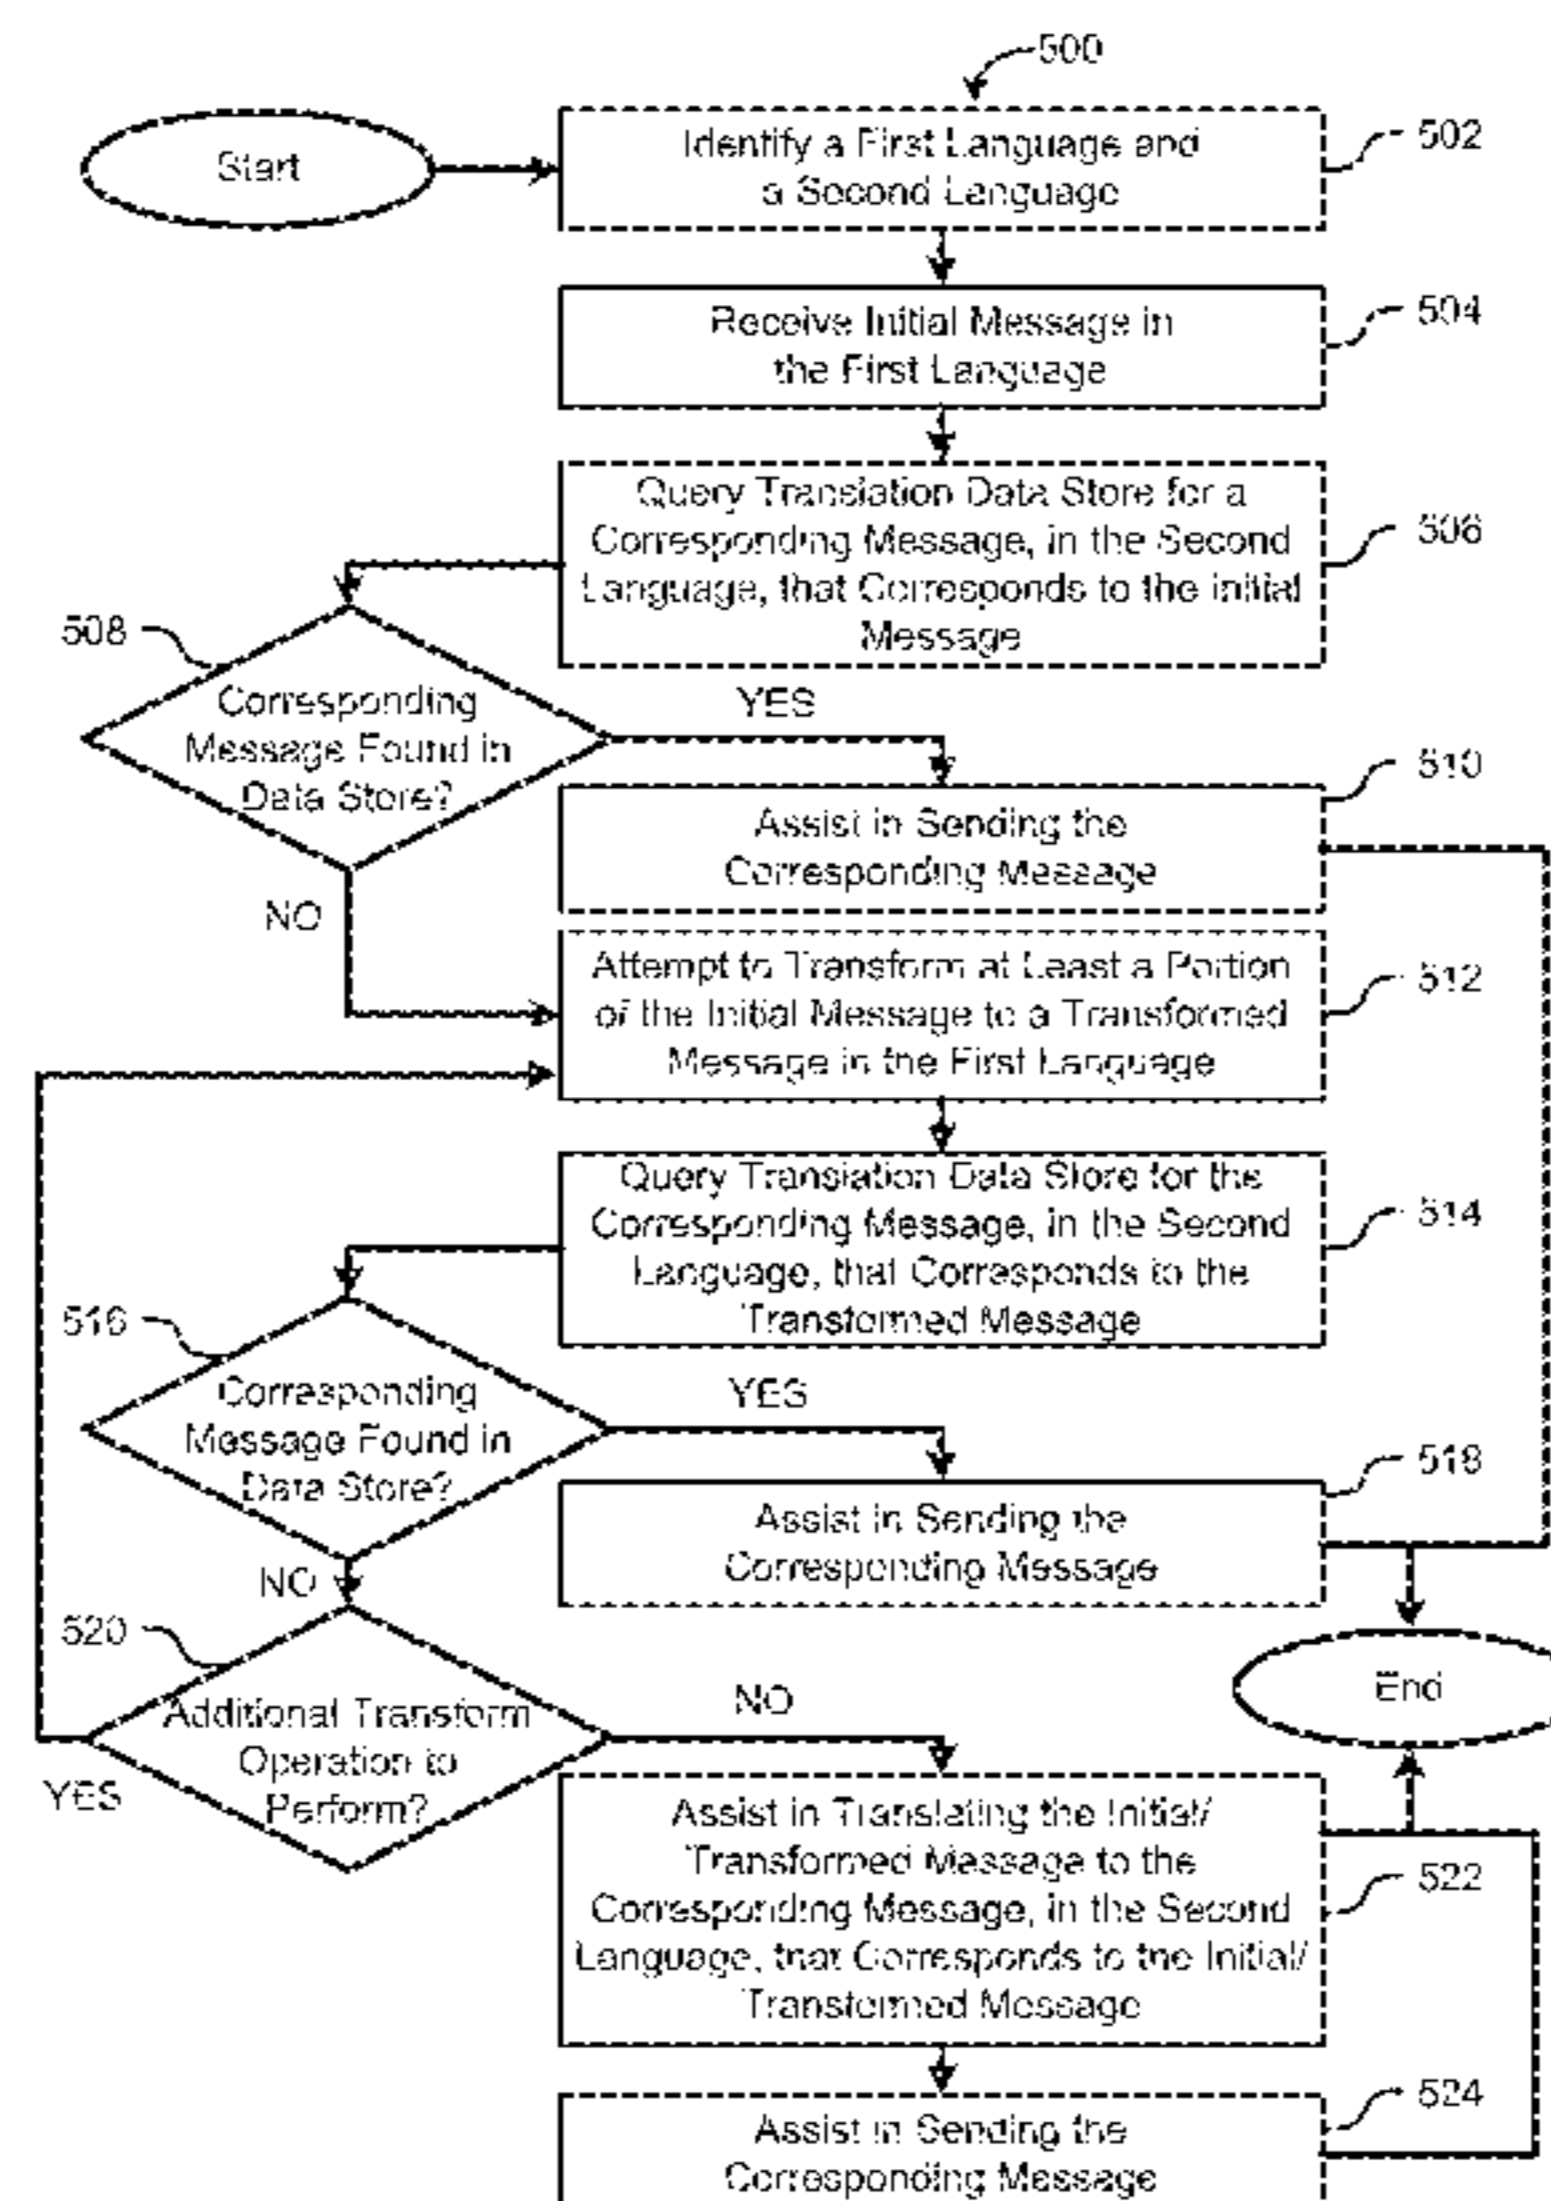 500
Start
Identify a First Language and
a Second Language
502
Receive Initial Message in
the First Language
504
Query Translation Data Store for a
Corresponding Message, in the Second
Language, that Corresponds to the Initial
Message
506
508
Corresponding
Message Found in
Data Store?
YES
NO
Assist in Sending the
Corresponding Message
510
Attempt to Transform at Least a Portion
of the Initial Message to a Transformed
Message in the First Language
512
Query Translation Data Store for the
Corresponding Message, in the Second
Language, that Corresponds to the
Transformed Message
514
516
Corresponding
Message Found in
Data Store?
YES
NO
Assist in Sending the
Corresponding Message
518
520
Additional Transform
Operation to
Perform?
YES
NO
End
Assist in Translating the Initial/
Transformed Message to the
Corresponding Message, in the Second
Language, that Corresponds to the Initial/
Transformed Message
522
Assist in Sending the
Corresponding Message
524